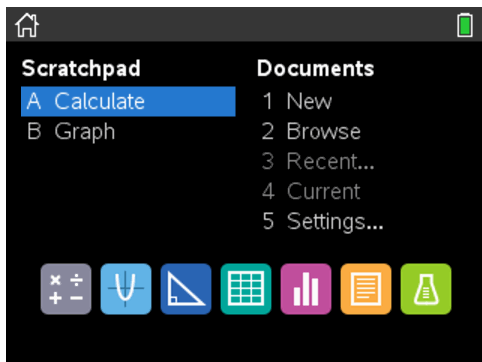 Scratchpad
A Calculate
B Graph
Documents
1 New
2 Browse
3 Recent...
4 Current
5 Settings...